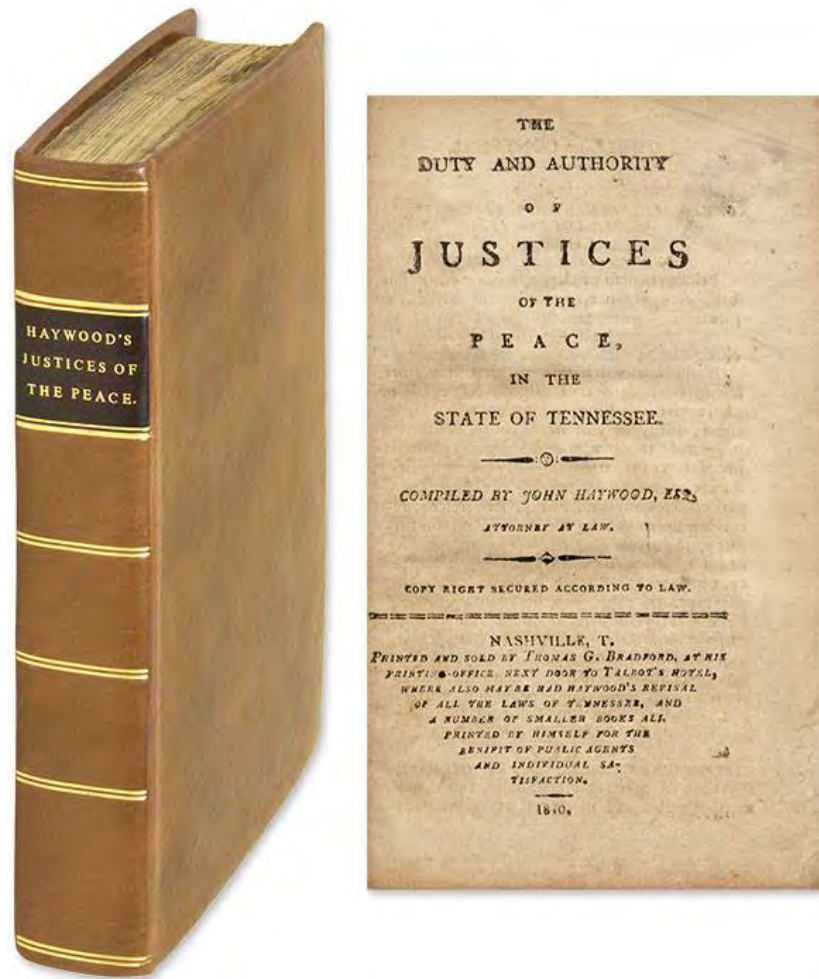 HAYWOOD'S
JUSTICES OF
THE PEACE.
THE
DUTY AND AUTHORITY
OF
JUSTICES
OF THE
PEACE,
IN THE
STATE OF TENNESSEE.
COMPILED BY JOHN HAYWOOD, ESQ.
ATTORNEY AT LAW.
COPY RIGHT SECURED ACCORDING TO LAW.
NASHVILLE, T.
PRINTED AND SOLD BY THOMAS G. BRADFORD, AT HIS
PRINTING-OFFICE NEXT DOOR TO TALBOT'S HOTEL,
WHERE ALSO MAY BE HAD HAYWOOD'S REVISAL
OF ALL THE LAWS OF TENNESSEE, AND
A NUMBER OF SMALLER BOOKS ALL
PRINTED BY HIMSELF FOR THE
BENIFIT OF PUBLIC AGENTS
AND INDIVIDUAL SA-
TISFACTION.
1810.